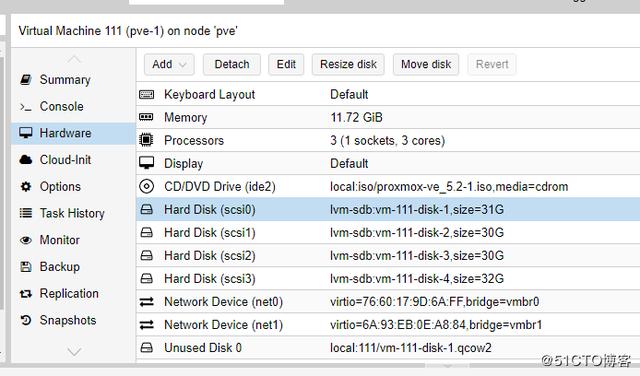 Virtual Machine 111 (pve-1) on node 'pve'
Add Detach Edit Resize disk Move disk Revert
Summary
Console
Hardware
Cloud-Init
Options
Task History
Monitor
Backup
Replication
Snapshots
Keyboard Layout Default
Memory 11.72 GiB
Processors 3 (1 sockets, 3 cores)
Display Default
CD/DVD Drive (ide2) local:iso/proxmox-ve_5.2-1.iso,media=cdrom
Hard Disk (scsi0) lvm-sdb:vm-111-disk-1,size=31G
Hard Disk (scsi1) lvm-sdb:vm-111-disk-2,size=30G
Hard Disk (scsi2) lvm-sdb:vm-111-disk-3,size=30G
Hard Disk (scsi3) lvm-sdb:vm-111-disk-4,size=32G
Network Device (net0) virtio=76:60:17:9D:6A:FF,bridge=vmbr0
Network Device (net1) virtio=6A:93:EB:0E:A8:84,bridge=vmbr1
Unused Disk 0 local:111/vm-111-disk-1.qcow2
@51CTO博客